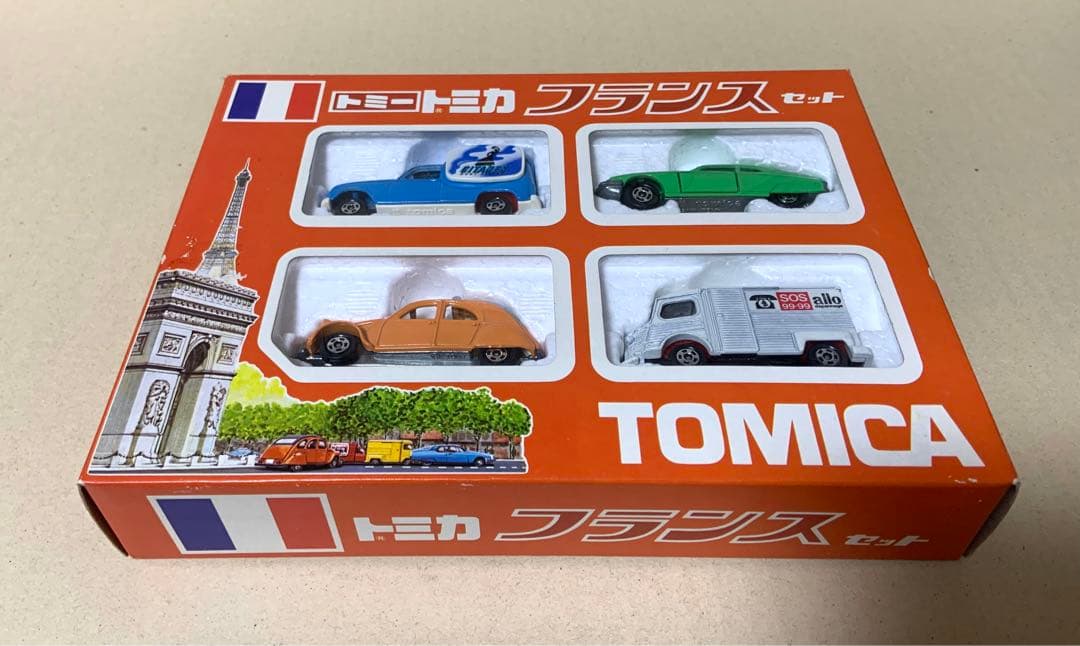 トミー トミカ® フランス セット
tomica
tomica
SOS
99-99
allo
TOMICA
トミカ® フランス セット